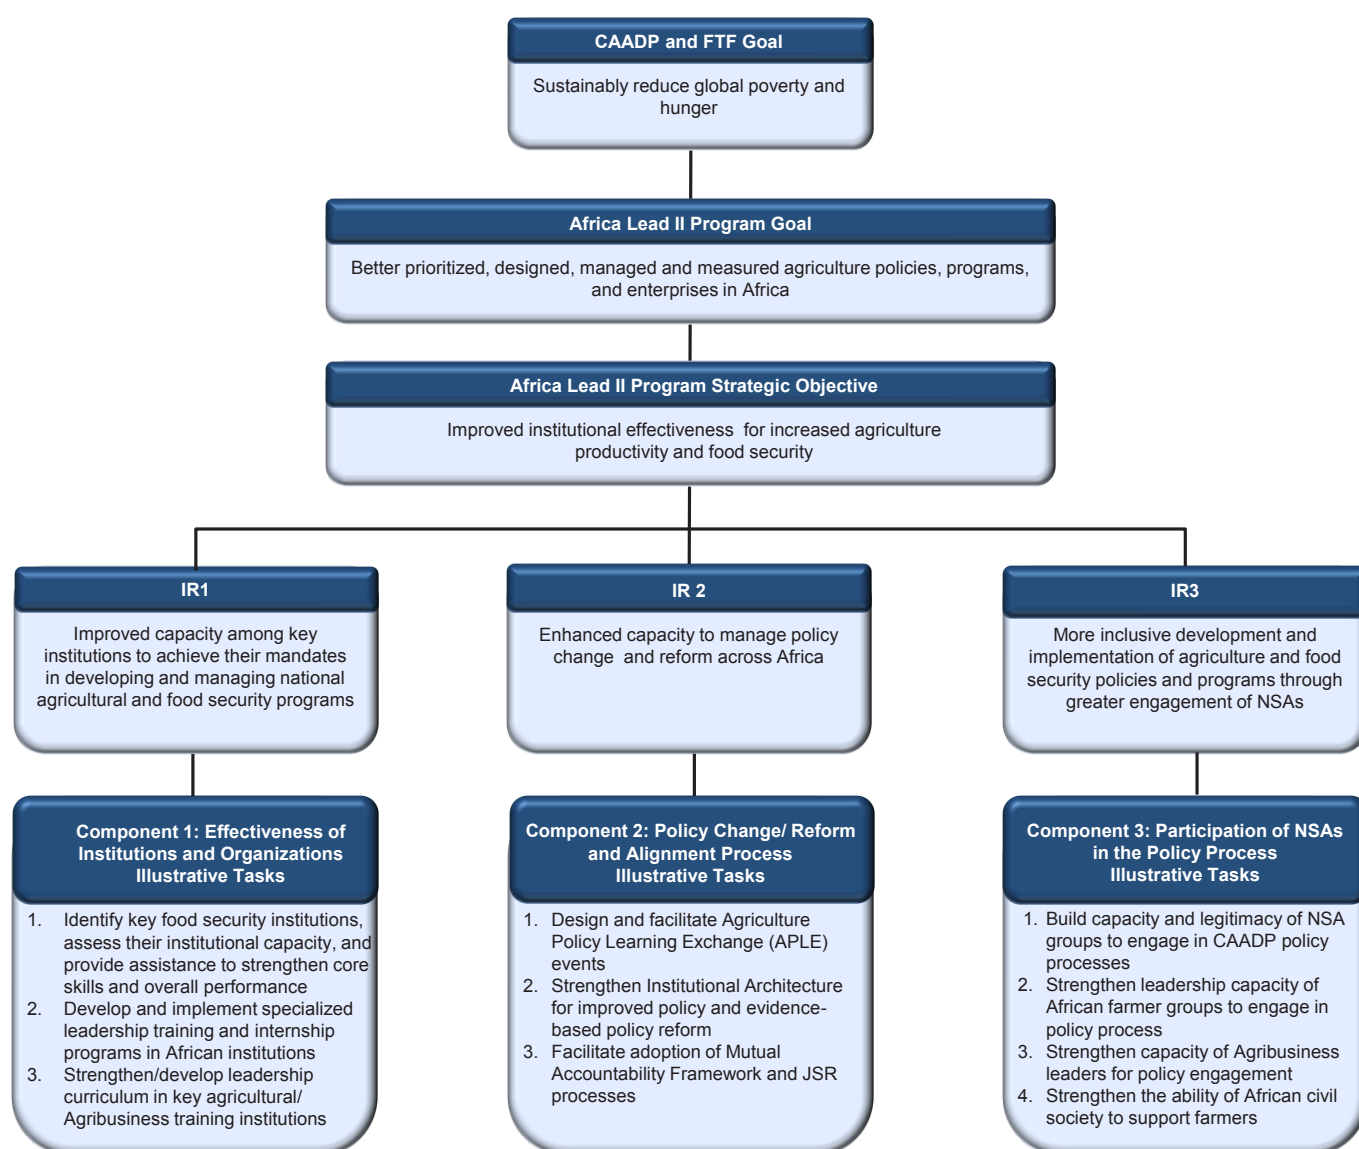 CAADP and FTF Goal
Sustainably reduce global poverty and
hunger
Africa Lead II Program Goal
Better prioritized, designed, managed and measured agriculture policies, programs,
and enterprises in Africa
Africa Lead II Program Strategic Objective
Improved institutional effectiveness for increased agriculture
productivity and food security
IR1
Improved capacity among key
institutions to achieve their mandates
in developing and managing national
agricultural and food security programs
IR 2
Enhanced capacity to manage policy
change and reform across Africa
IR3
More inclusive development and
implementation of agriculture and food
security policies and programs through
greater engagement of NSAs
Component 1: Effectiveness of
Institutions and Organizations
Illustrative Tasks
1. Identify key food security institutions,
assess their institutional capacity, and
provide assistance to strengthen core
skills and overall performance
2. Develop and implement specialized
leadership training and internship
programs in African institutions
3. Strengthen/develop leadership
curriculum in key agricultural/
Agribusiness training institutions
Component 2: Policy Change/ Reform
and Alignment Process
Illustrative Tasks
1. Design and facilitate Agriculture
Policy Learning Exchange (APLE)
events
2. Strengthen Institutional Architecture
for improved policy and evidence-
based policy reform
3. Facilitate adoption of Mutual
Accountability Framework and JSR
processes
Component 3: Participation of NSAs
in the Policy Process
Illustrative Tasks
1. Build capacity and legitimacy of NSA
groups to engage in CAADP policy
processes
2. Strengthen leadership capacity of
African farmer groups to engage in
policy process
3. Strengthen capacity of Agribusiness
leaders for policy engagement
4. Strengthen the ability of African civil
society to support farmers